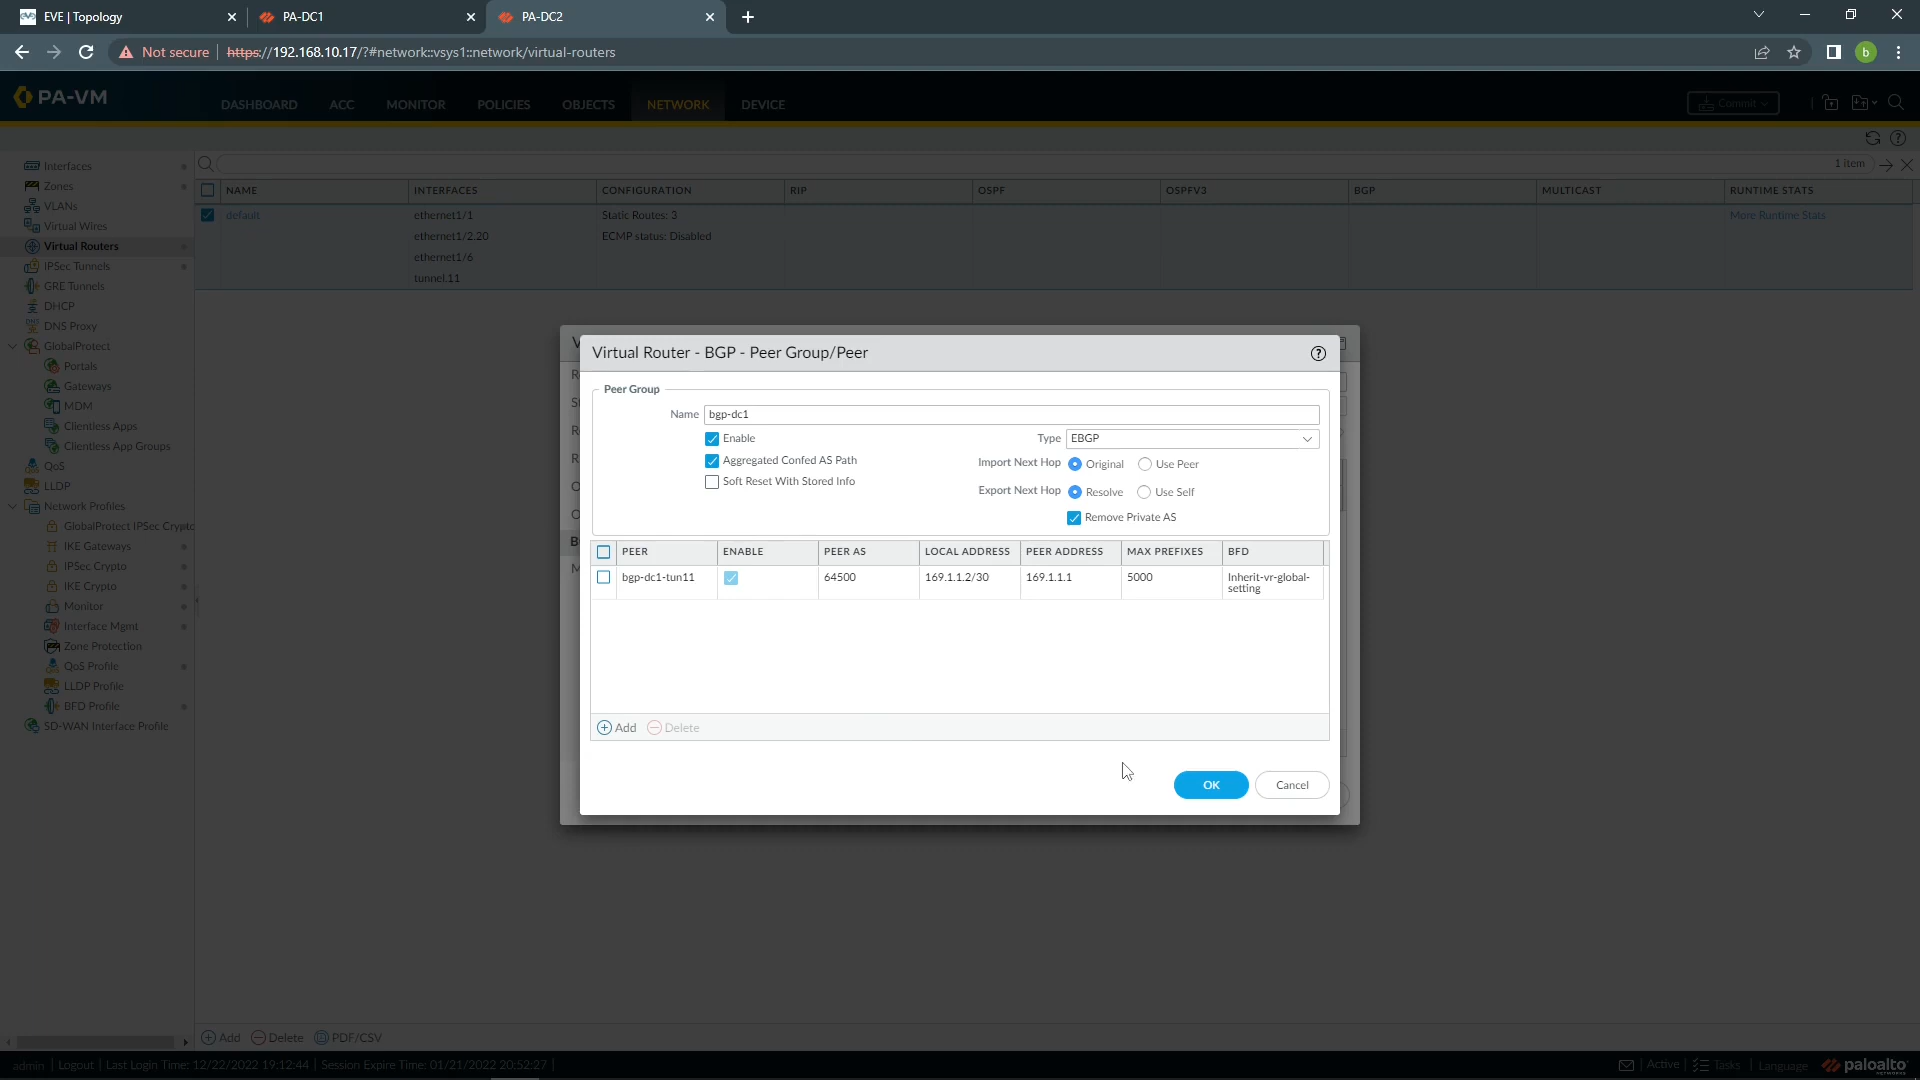 EVE | Topology
PA-DC1
PA-DC2
Not secure
https://192.168.10.17/?#network::vsys1::network/virtual-routers
b
PA-VM
DASHBOARD
ACC
MONITOR
POLICIES
OBJECTS
NETWORK
DEVICE
Commit
1 item
Interfaces
Zones
VLANs
Virtual Wires
Virtual Routers
IPSec Tunnels
GRE Tunnels
DHCP
DNS Proxy
GlobalProtect
Portals
Gateways
MDM
Clientless Apps
Clientless App Groups
QoS
LLDP
Network Profiles
GlobalProtect IPSec Crypto
IKE Gateways
IPSec Crypto
IKE Crypto
Monitor
Interface Mgmt
Zone Protection
QoS Profile
LLDP Profile
BFD Profile
SD-WAN Interface Profile
NAME INTERFACES CONFIGURATION RIP OSPF OSPFV3 BGP MULTICAST RUNTIME STATS
default ethernet1/1 Static Routes: 3 More Runtime Stats
ethernet1/2.20 ECMP status: Disabled
ethernet1/6
tunnel.11
Virtual Router - BGP - Peer Group/Peer
Peer Group
Name bgp-dc1
Enable Type EBGP
Aggregated Confed AS Path Import Next Hop Original Use Peer
Soft Reset With Stored Info Export Next Hop Resolve Use Self
Remove Private AS
PEER ENABLE PEER AS LOCAL ADDRESS PEER ADDRESS MAX PREFIXES BFD
bgp-dc1-tun11 64500 169.1.1.2/30 169.1.1.1 5000 Inherit-vr-global-
setting
Add Delete
OK Cancel
Add Delete PDF/CSV
admin | Logout | Last Login Time: 12/22/2022 19:12:44 | Session Expire Time: 01/21/2022 20:52:27 |
Active | Tasks | Language paloalto
NETWORKS